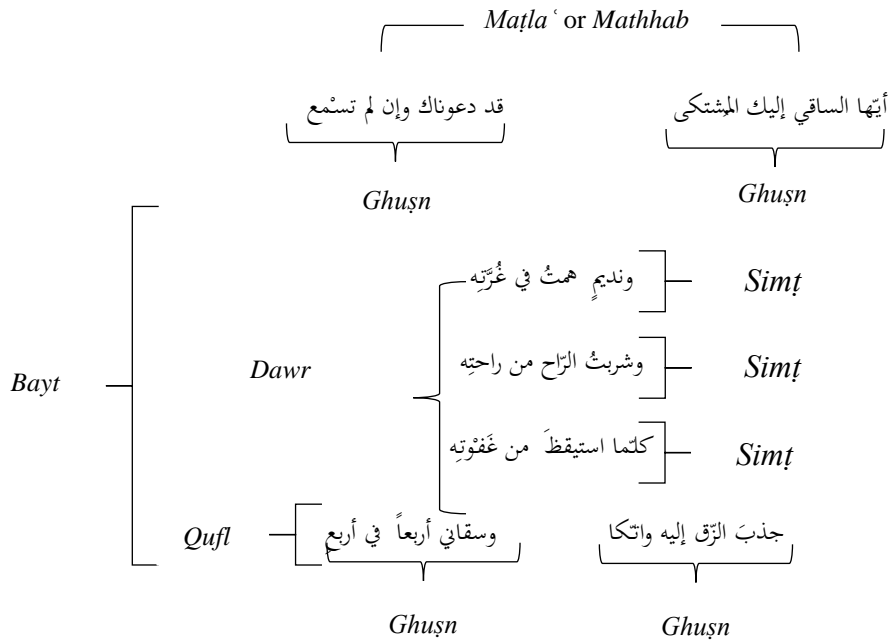 Maṭlaʿ or Mathhab
أيّها الساقي إليك المُشتكى قد دعوناك وإن لم تسْمع
Ghuṣn Ghuṣn
ونديمٍ همتُ في غُرَّتِه Simṭ
وشربتُ الرّاح من راحتِه Simṭ
Bayt Dawr
كلّما استيقظَ من غَفْوتِه Simṭ
جذبَ الزّق إليه واتّكا وسقاني أربعاً في أربعِ Qufl
Ghuṣn Ghuṣn